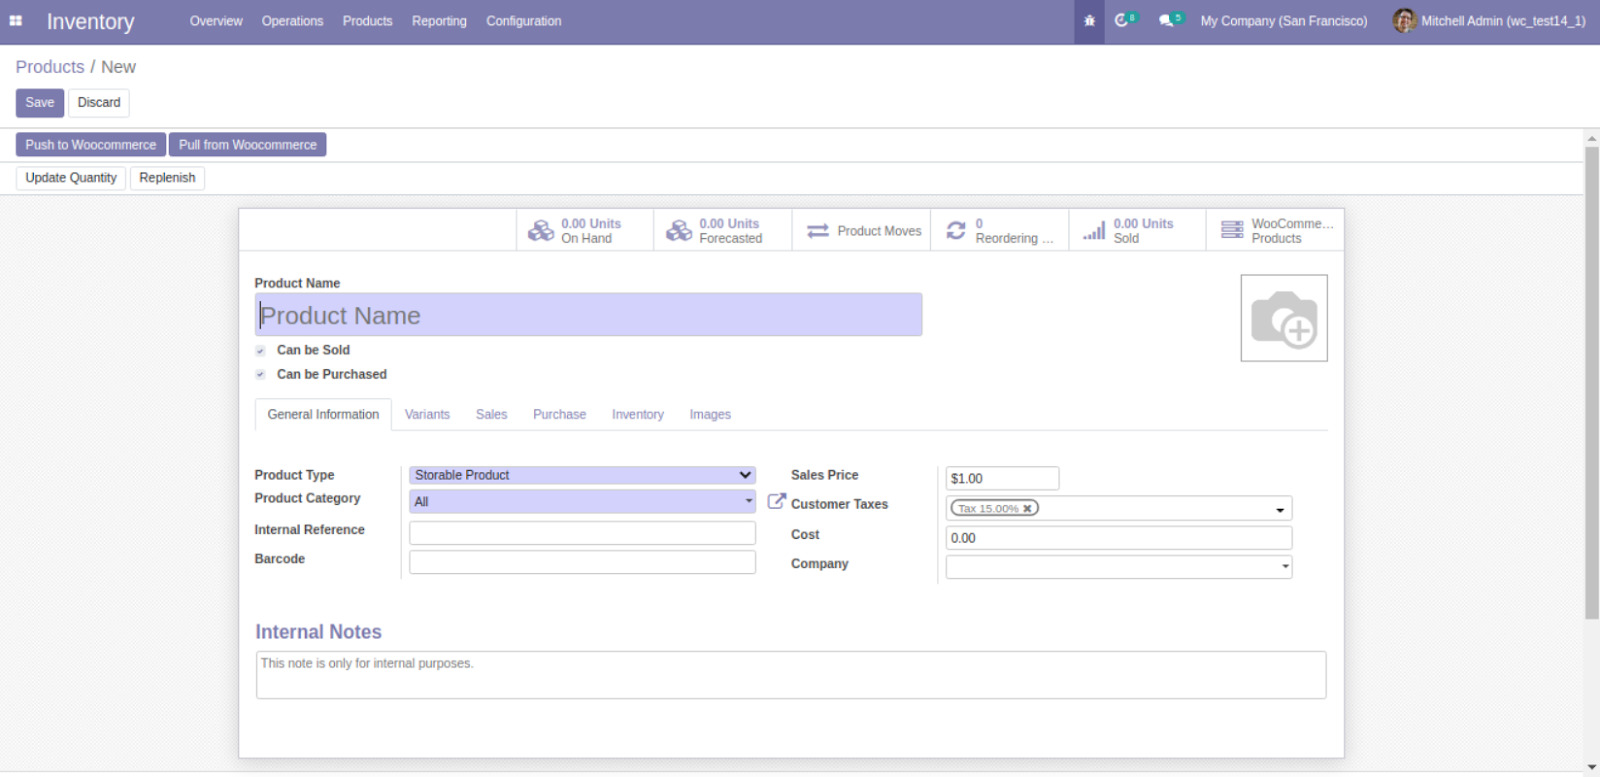 Inventory Overview Operations Products Reporting Configuration 8 5 My Company (San Francisco) Mitchell Admin (wc_test14_1)
Products / New
Save Discard
Push to Woocommerce Pull from Woocommerce
Update Quantity Replenish
0.00 Units
On Hand
0.00 Units
Forecasted
Product Moves
0
Reordering ...
0.00 Units
Sold
WooComme...
Products
Product Name
Product Name
Can be Sold
Can be Purchased
General Information Variants Sales Purchase Inventory Images
Product Type Storable Product
Product Category All
Internal Reference
Barcode
Sales Price $1.00
Customer Taxes Tax 15.00% ✖
Cost 0.00
Company
Internal Notes
This note is only for internal purposes.